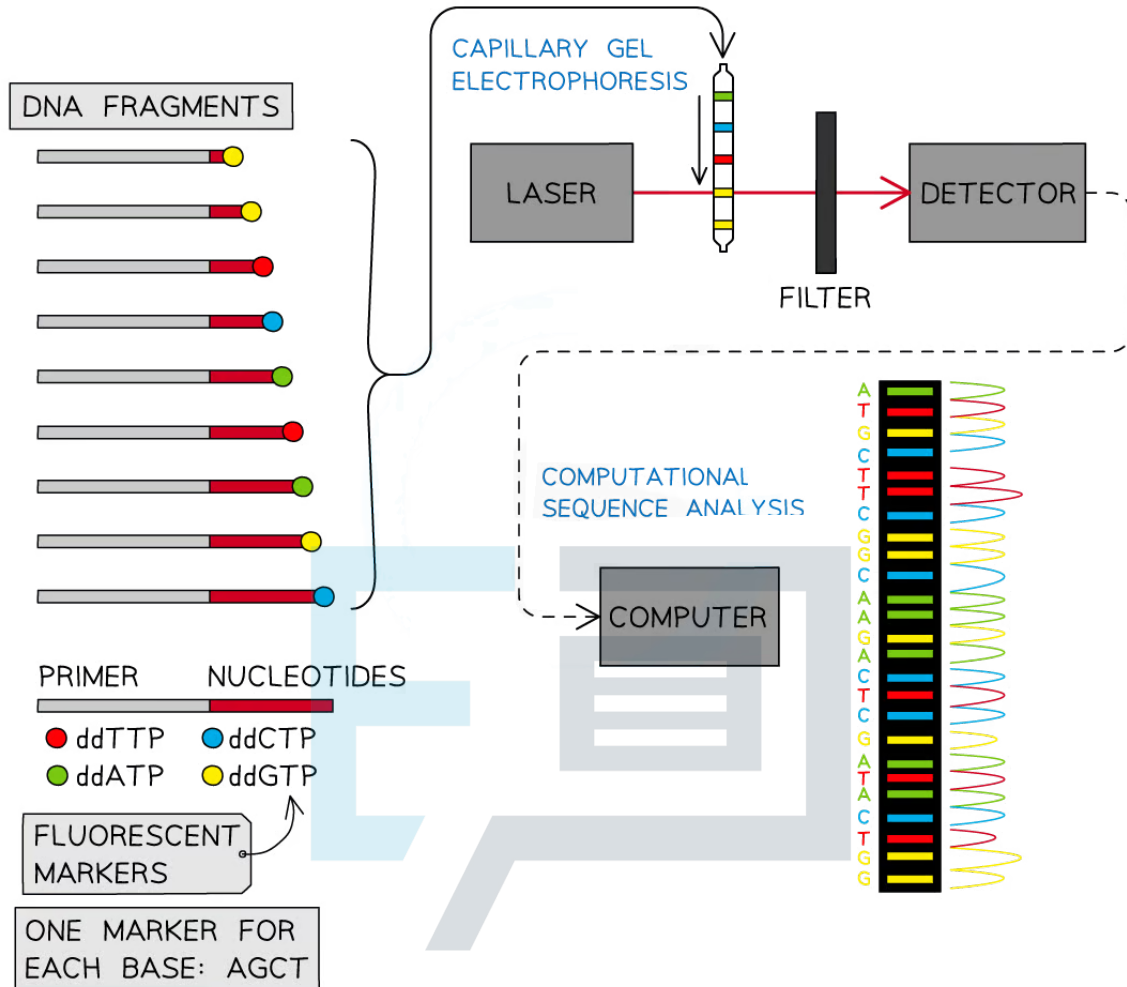 CAPILLARY GEL
ELECTROPHORESIS
DNA FRAGMENTS
LASER
DETECTOR
FILTER
COMPUTATIONAL
SEQUENCE ANALYSIS
COMPUTER
PRIMER
NUCLEOTIDES
ddTTP
ddCTP
ddATP
ddGTP
FLUORESCENT
MARKERS
ONE MARKER FOR
EACH BASE: AGCT
A
T
G
C
T
T
C
G
G
C
A
A
G
A
C
T
C
G
A
T
A
C
T
G
G